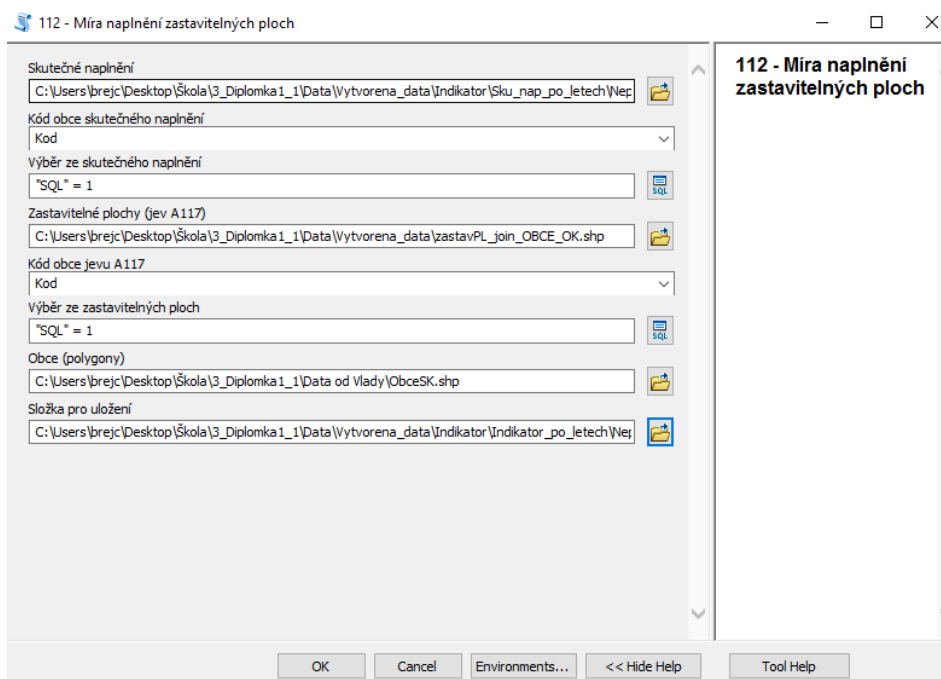 112 - Míra naplnění zastavitelných ploch
Skutečné naplnění
C:\Users\brejc\Desktop\Škola\3_Diplomka1_1\Data\Vytvorena_data\Indikator\Sku_nap_po_letech\Nep
Kód obce skutečného naplnění
Kod
Výběr ze skutečného naplnění
"SQL" = 1
SQL
Zastavitelné plochy (jev A117)
C:\Users\brejc\Desktop\Škola\3_Diplomka1_1\Data\Vytvorena_data\zastavPL_join_OBCE_OK.shp
Kód obce jevu A117
Kod
Výběr ze zastavitelných ploch
"SQL" = 1
SQL
Obce (polygony)
C:\Users\brejc\Desktop\Škola\3_Diplomka1_1\Data od Vlady\ObceSK.shp
Složka pro uložení
C:\Users\brejc\Desktop\Škola\3_Diplomka1_1\Data\Vytvorena_data\Indikator\Indikator_po_letech\Nep
112 - Míra naplnění
zastavitelných ploch
OK
Cancel
Environments...
<< Hide Help
Tool Help